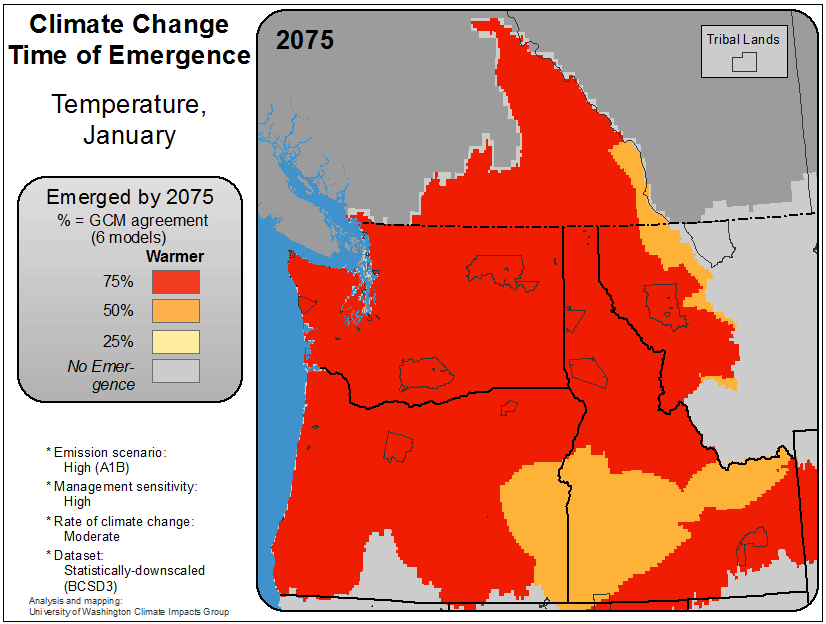 Climate Change
Time of Emergence
Temperature,
January
Emerged by 2075
% = GCM agreement
(6 models)
Warmer
75%
50%
25%
No Emer-
gence
* Emission scenario:
High (A1B)
* Management sensitivity:
High
* Rate of climate change:
Moderate
* Dataset:
Statistically-downscaled
(BCSD3)
Analysis and mapping:
University of Washington Climate Impacts Group
2075
Tribal Lands